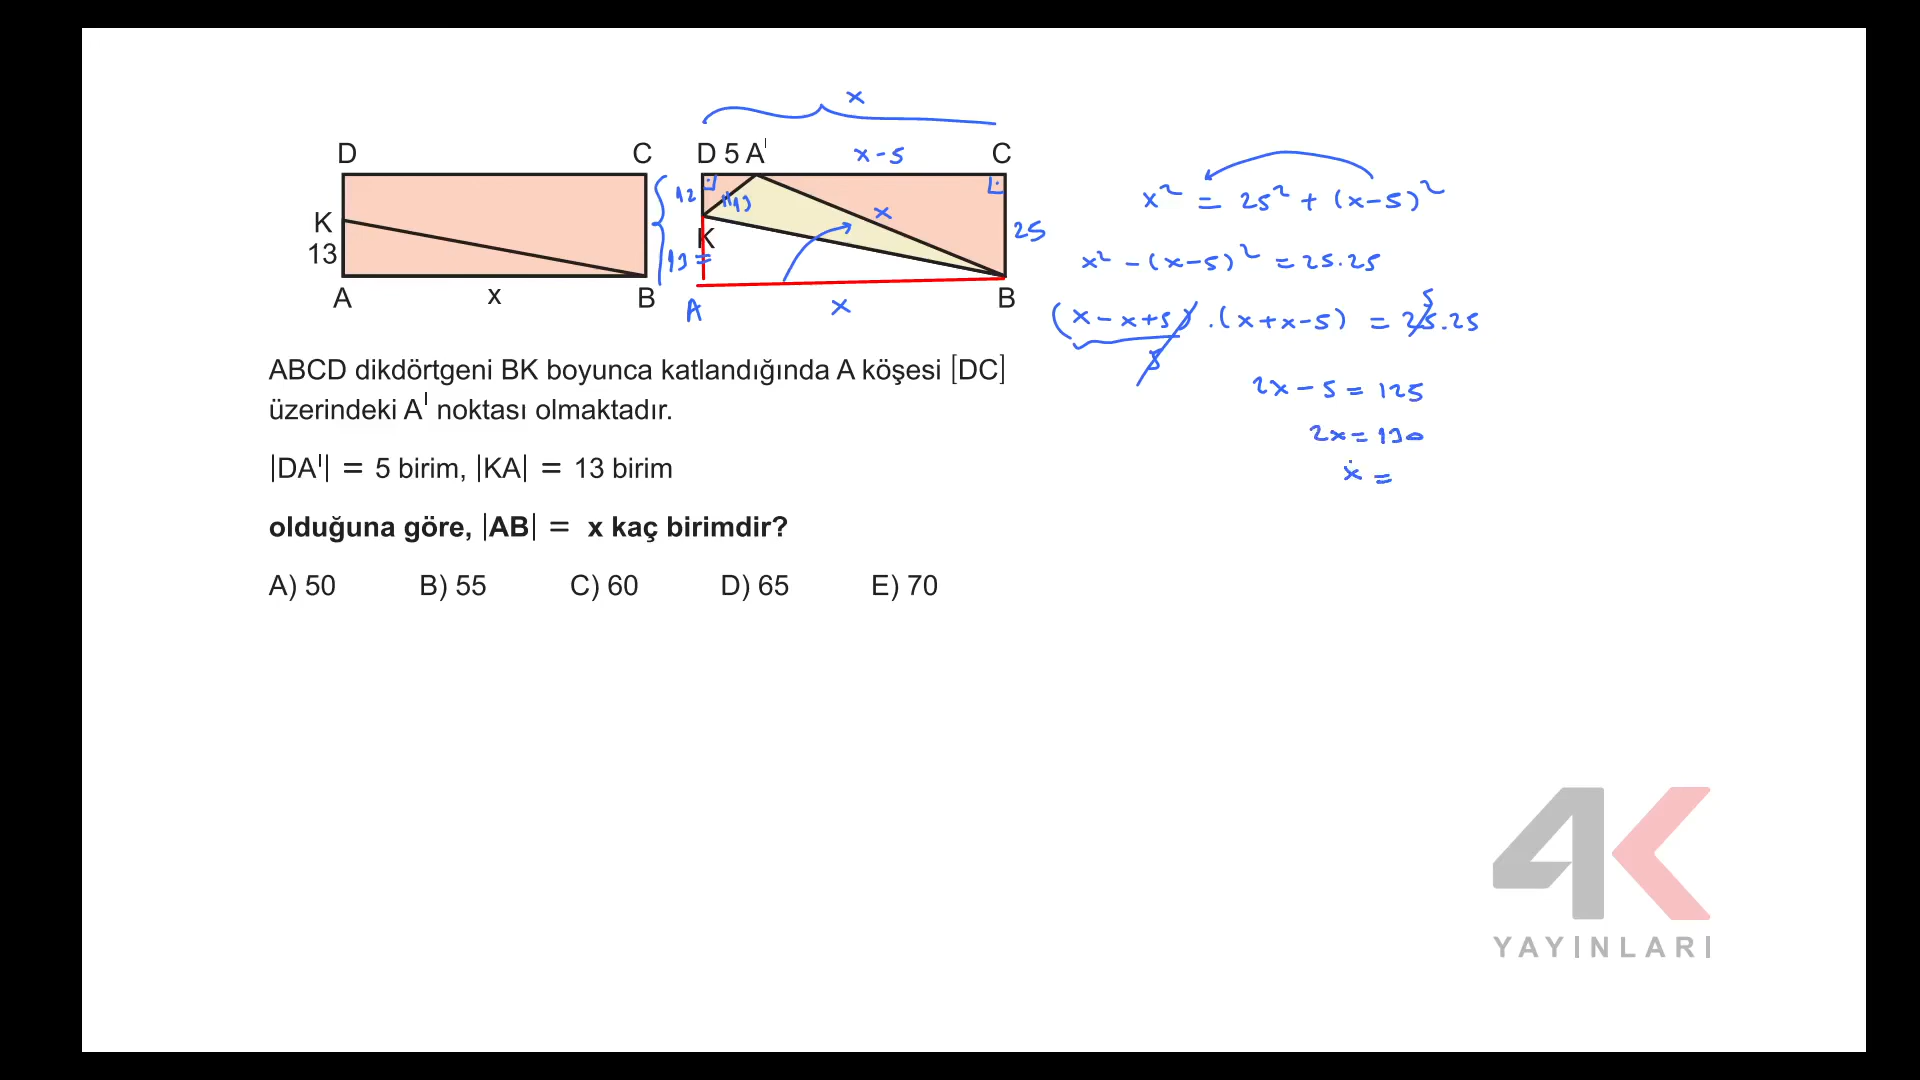 x
D C D 5 A' x-5 C
12 13
K x
13 K 25
13 =
A x B A x B
x² = 25² + (x-5)²
x² - (x-5)² = 25.25
5
(x - x+5) . (x+x-5) = 25.25
5
2x - 5 = 125
2x = 130
x =
ABCD dikdörtgeni BK boyunca katlandığında A köşesi [DC]
üzerindeki A' noktası olmaktadır.
|DA'| = 5 birim, |KA| = 13 birim
olduğuna göre, |AB| = x kaç birimdir?
A) 50 B) 55 C) 60 D) 65 E) 70
4K
YAYINLARI